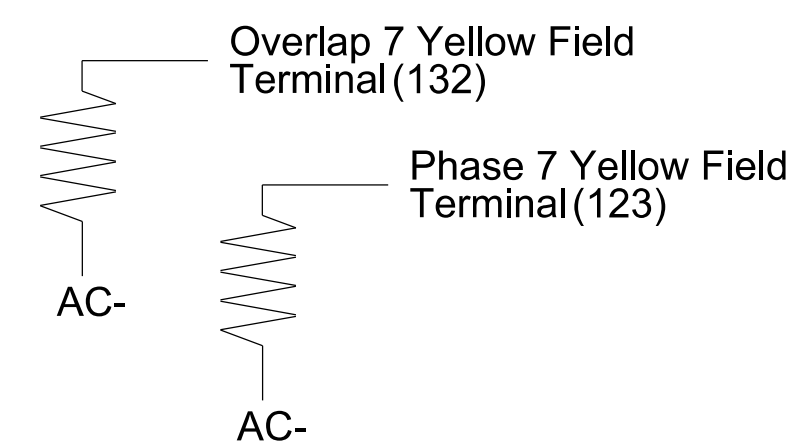 Overlap 7 Yellow Field
Terminal (132)
Phase 7 Yellow Field
Terminal (123)
AC-
AC-